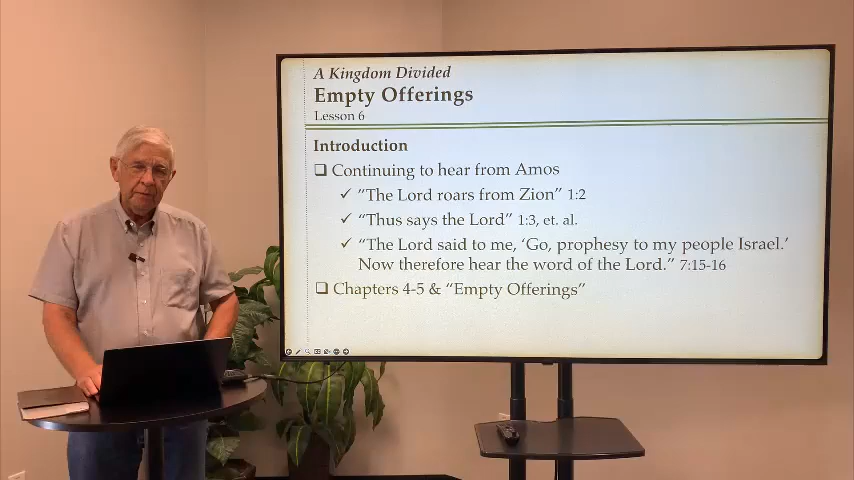 A Kingdom Divided
Empty Offerings
Lesson 6
Introduction
Continuing to hear from Amos
"The Lord roars from Zion" 1:2
"Thus says the Lord" 1:3, et. al.
"The Lord said to me, 'Go, prophesy to my people Israel.'
Now therefore hear the word of the Lord." 7:15-16
Chapters 4-5 & "Empty Offerings"